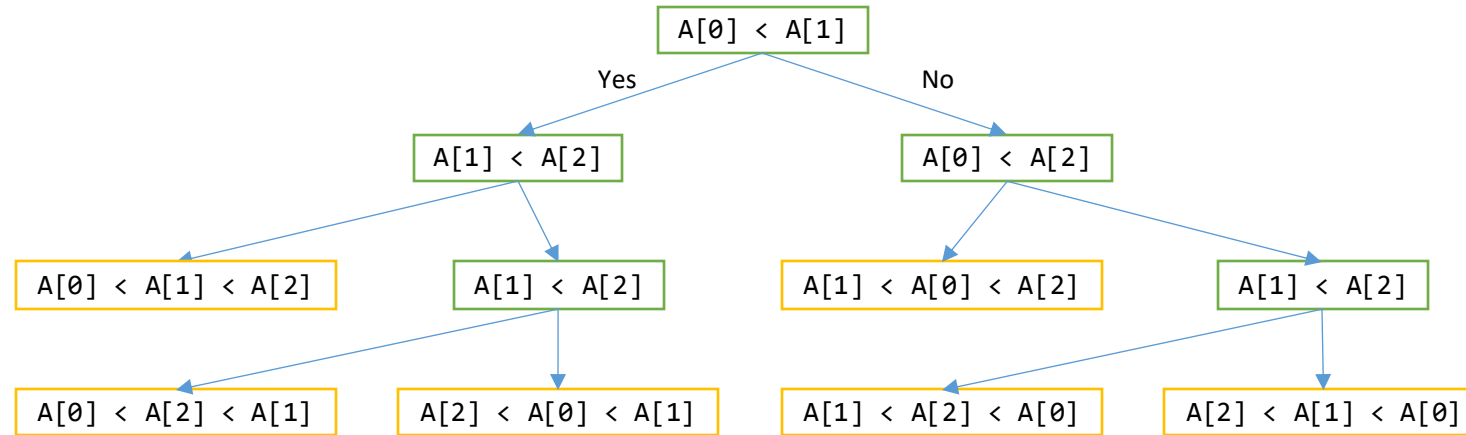 A[0] < A[1]
Yes No
A[1] < A[2] A[0] < A[2]
A[0] < A[1] < A[2] A[1] < A[2] A[1] < A[0] < A[2] A[1] < A[2]
A[0] < A[2] < A[1] A[2] < A[0] < A[1] A[1] < A[2] < A[0] A[2] < A[1] < A[0]